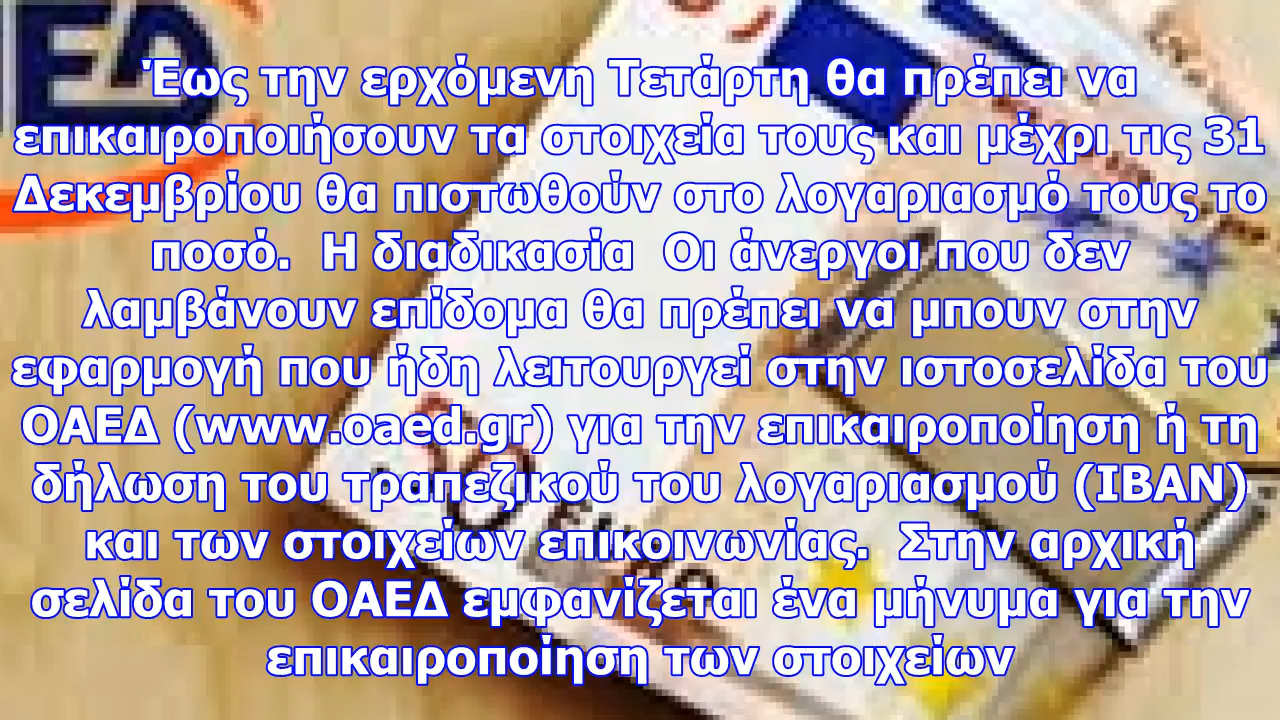 Έως την ερχόμενη Τετάρτη θα πρέπει να
επικαιροποιήσουν τα στοιχεία τους και μέχρι τις 31
Δεκεμβρίου θα πιστωθούν στο λογαριασμό τους το
ποσό.  Η διαδικασία  Οι άνεργοι που δεν
λαμβάνουν επίδομα θα πρέπει να μπουν στην
εφαρμογή που ήδη λειτουργεί στην ιστοσελίδα του
ΟΑΕΔ (www.oaed.gr) για την επικαιροποίηση ή τη
δήλωση του τραπεζικού του λογαριασμού (IBAN)
και των στοιχείων επικοινωνίας.  Στην αρχική
σελίδα του ΟΑΕΔ εμφανίζεται ένα μήνυμα για την
επικαιροποίηση των στοιχείων